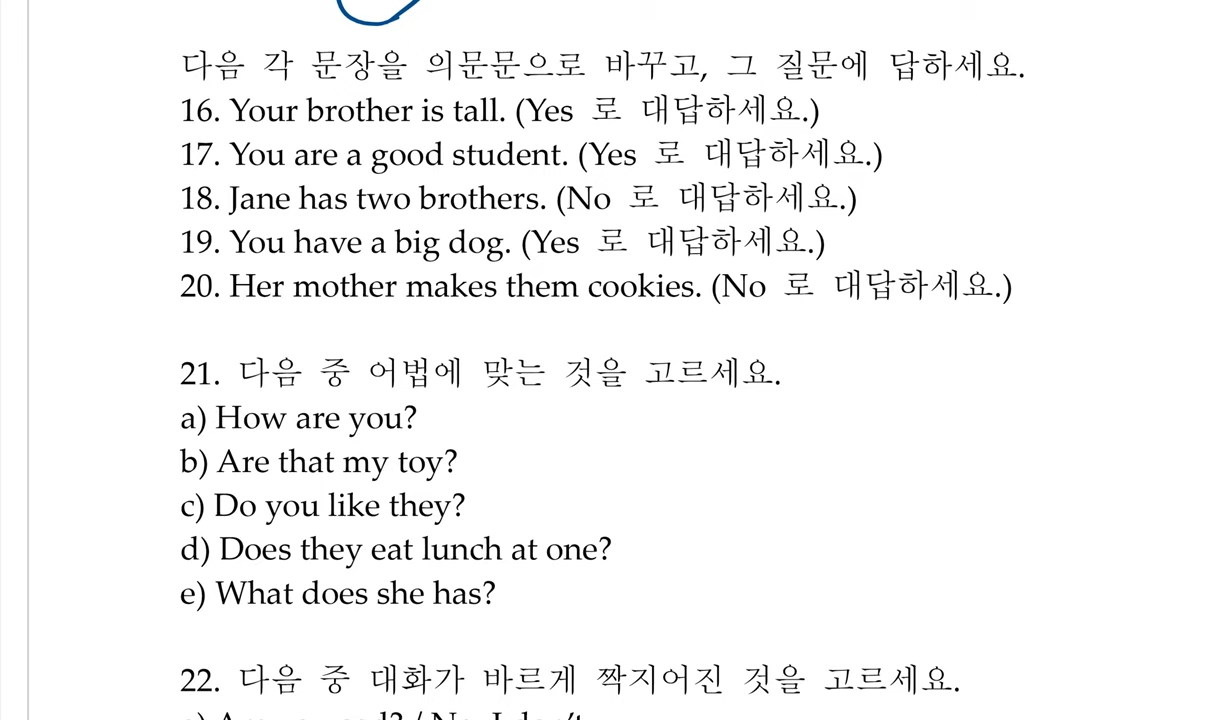 다음 각 문장을 의문문으로 바꾸고, 그 질문에 답하세요.
16. Your brother is tall. (Yes 로 대답하세요.)
17. You are a good student. (Yes 로 대답하세요.)
18. Jane has two brothers. (No 로 대답하세요.)
19. You have a big dog. (Yes 로 대답하세요.)
20. Her mother makes them cookies. (No 로 대답하세요.)
21. 다음 중 어법에 맞는 것을 고르세요.
a) How are you?
b) Are that my toy?
c) Do you like they?
d) Does they eat lunch at one?
e) What does she has?
22. 다음 중 대화가 바르게 짝지어진 것을 고르세요.